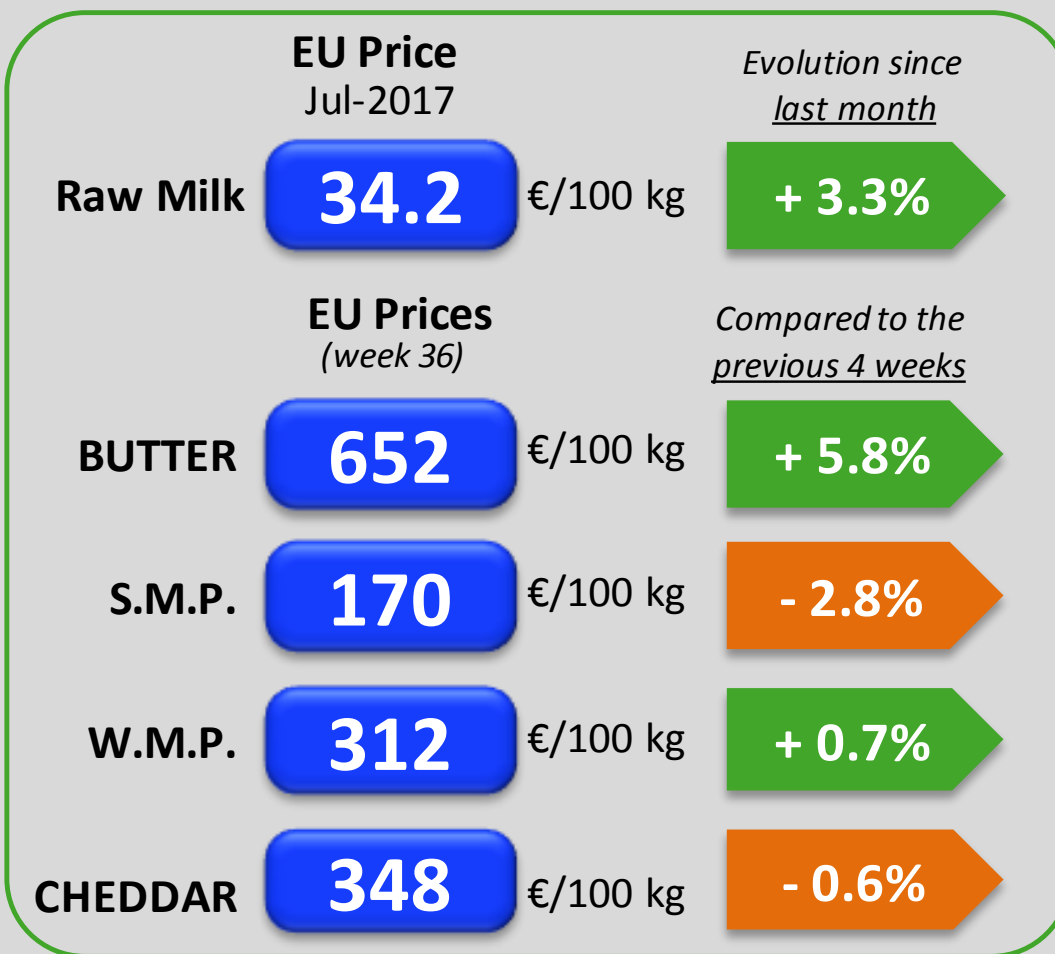 EU Price
Jul-2017
Evolution since
last month
Raw Milk 34.2 €/100 kg + 3.3%
EU Prices
(week 36)
Compared to the
previous 4 weeks
BUTTER 652 €/100 kg + 5.8%
S.M.P. 170 €/100 kg - 2.8%
W.M.P. 312 €/100 kg + 0.7%
CHEDDAR 348 €/100 kg - 0.6%